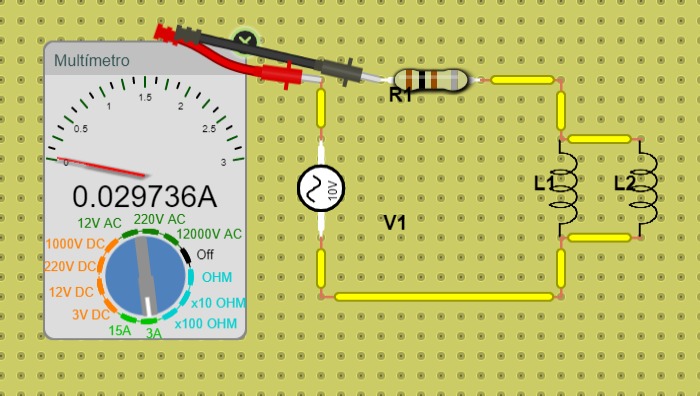 Multímetro
0
0.5
1
1.5
2
2.5
3
0.029736A
12V AC
220V AC
12000V AC
1000V DC
Off
220V DC
OHM
12V DC
x10 OHM
3V DC
x100 OHM
15A
3A
R1
10V
V1
L1
L2